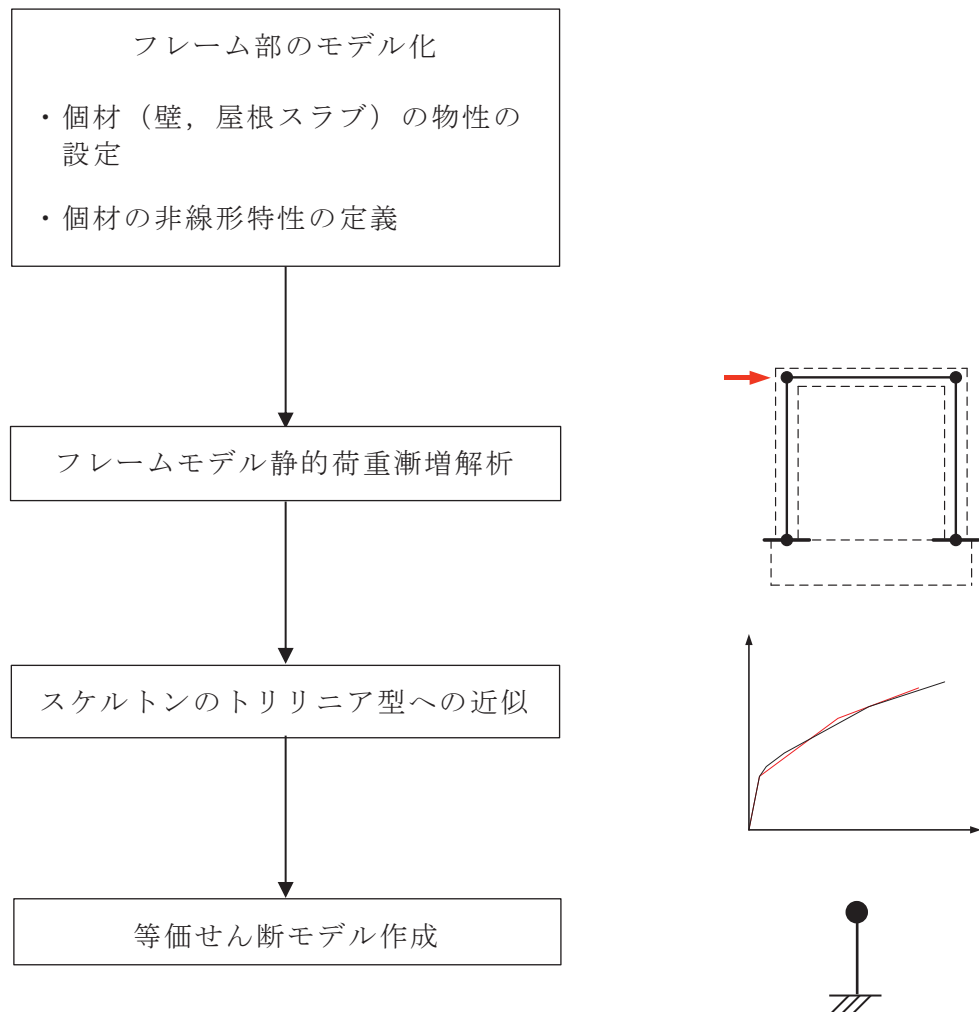 フレーム部のモデル化
・個材（壁，屋根スラブ）の物性の
設定
・個材の非線形特性の定義
フレームモデル静的荷重漸増解析
スケルトンのトリリニア型への近似
等価せん断モデル作成